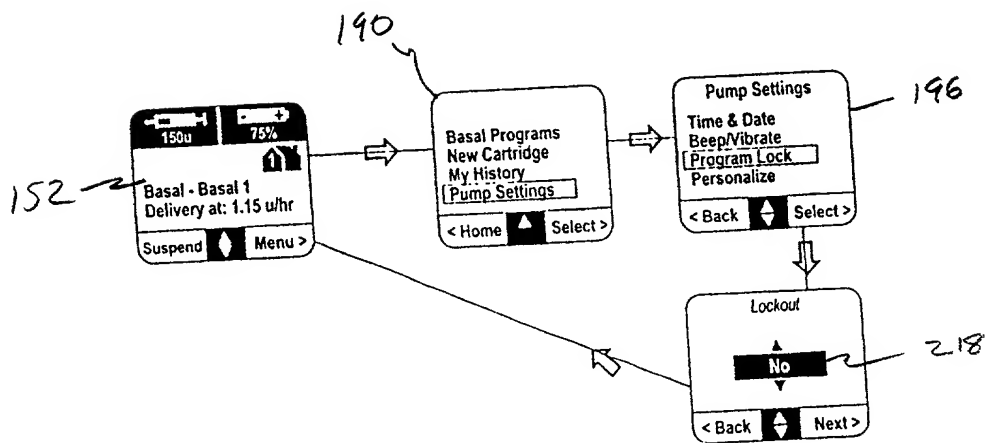 190
196
152
218
150u 75%
1
Basal - Basal 1
Delivery at: 1.15 u/hr
Suspend Menu >
Basal Programs
New Cartridge
My History
Pump Settings
< Home Select >
Pump Settings
Time & Date
Beep/Vibrate
Program Lock
Personalize
< Back Select >
Lockout
No
< Back Next >